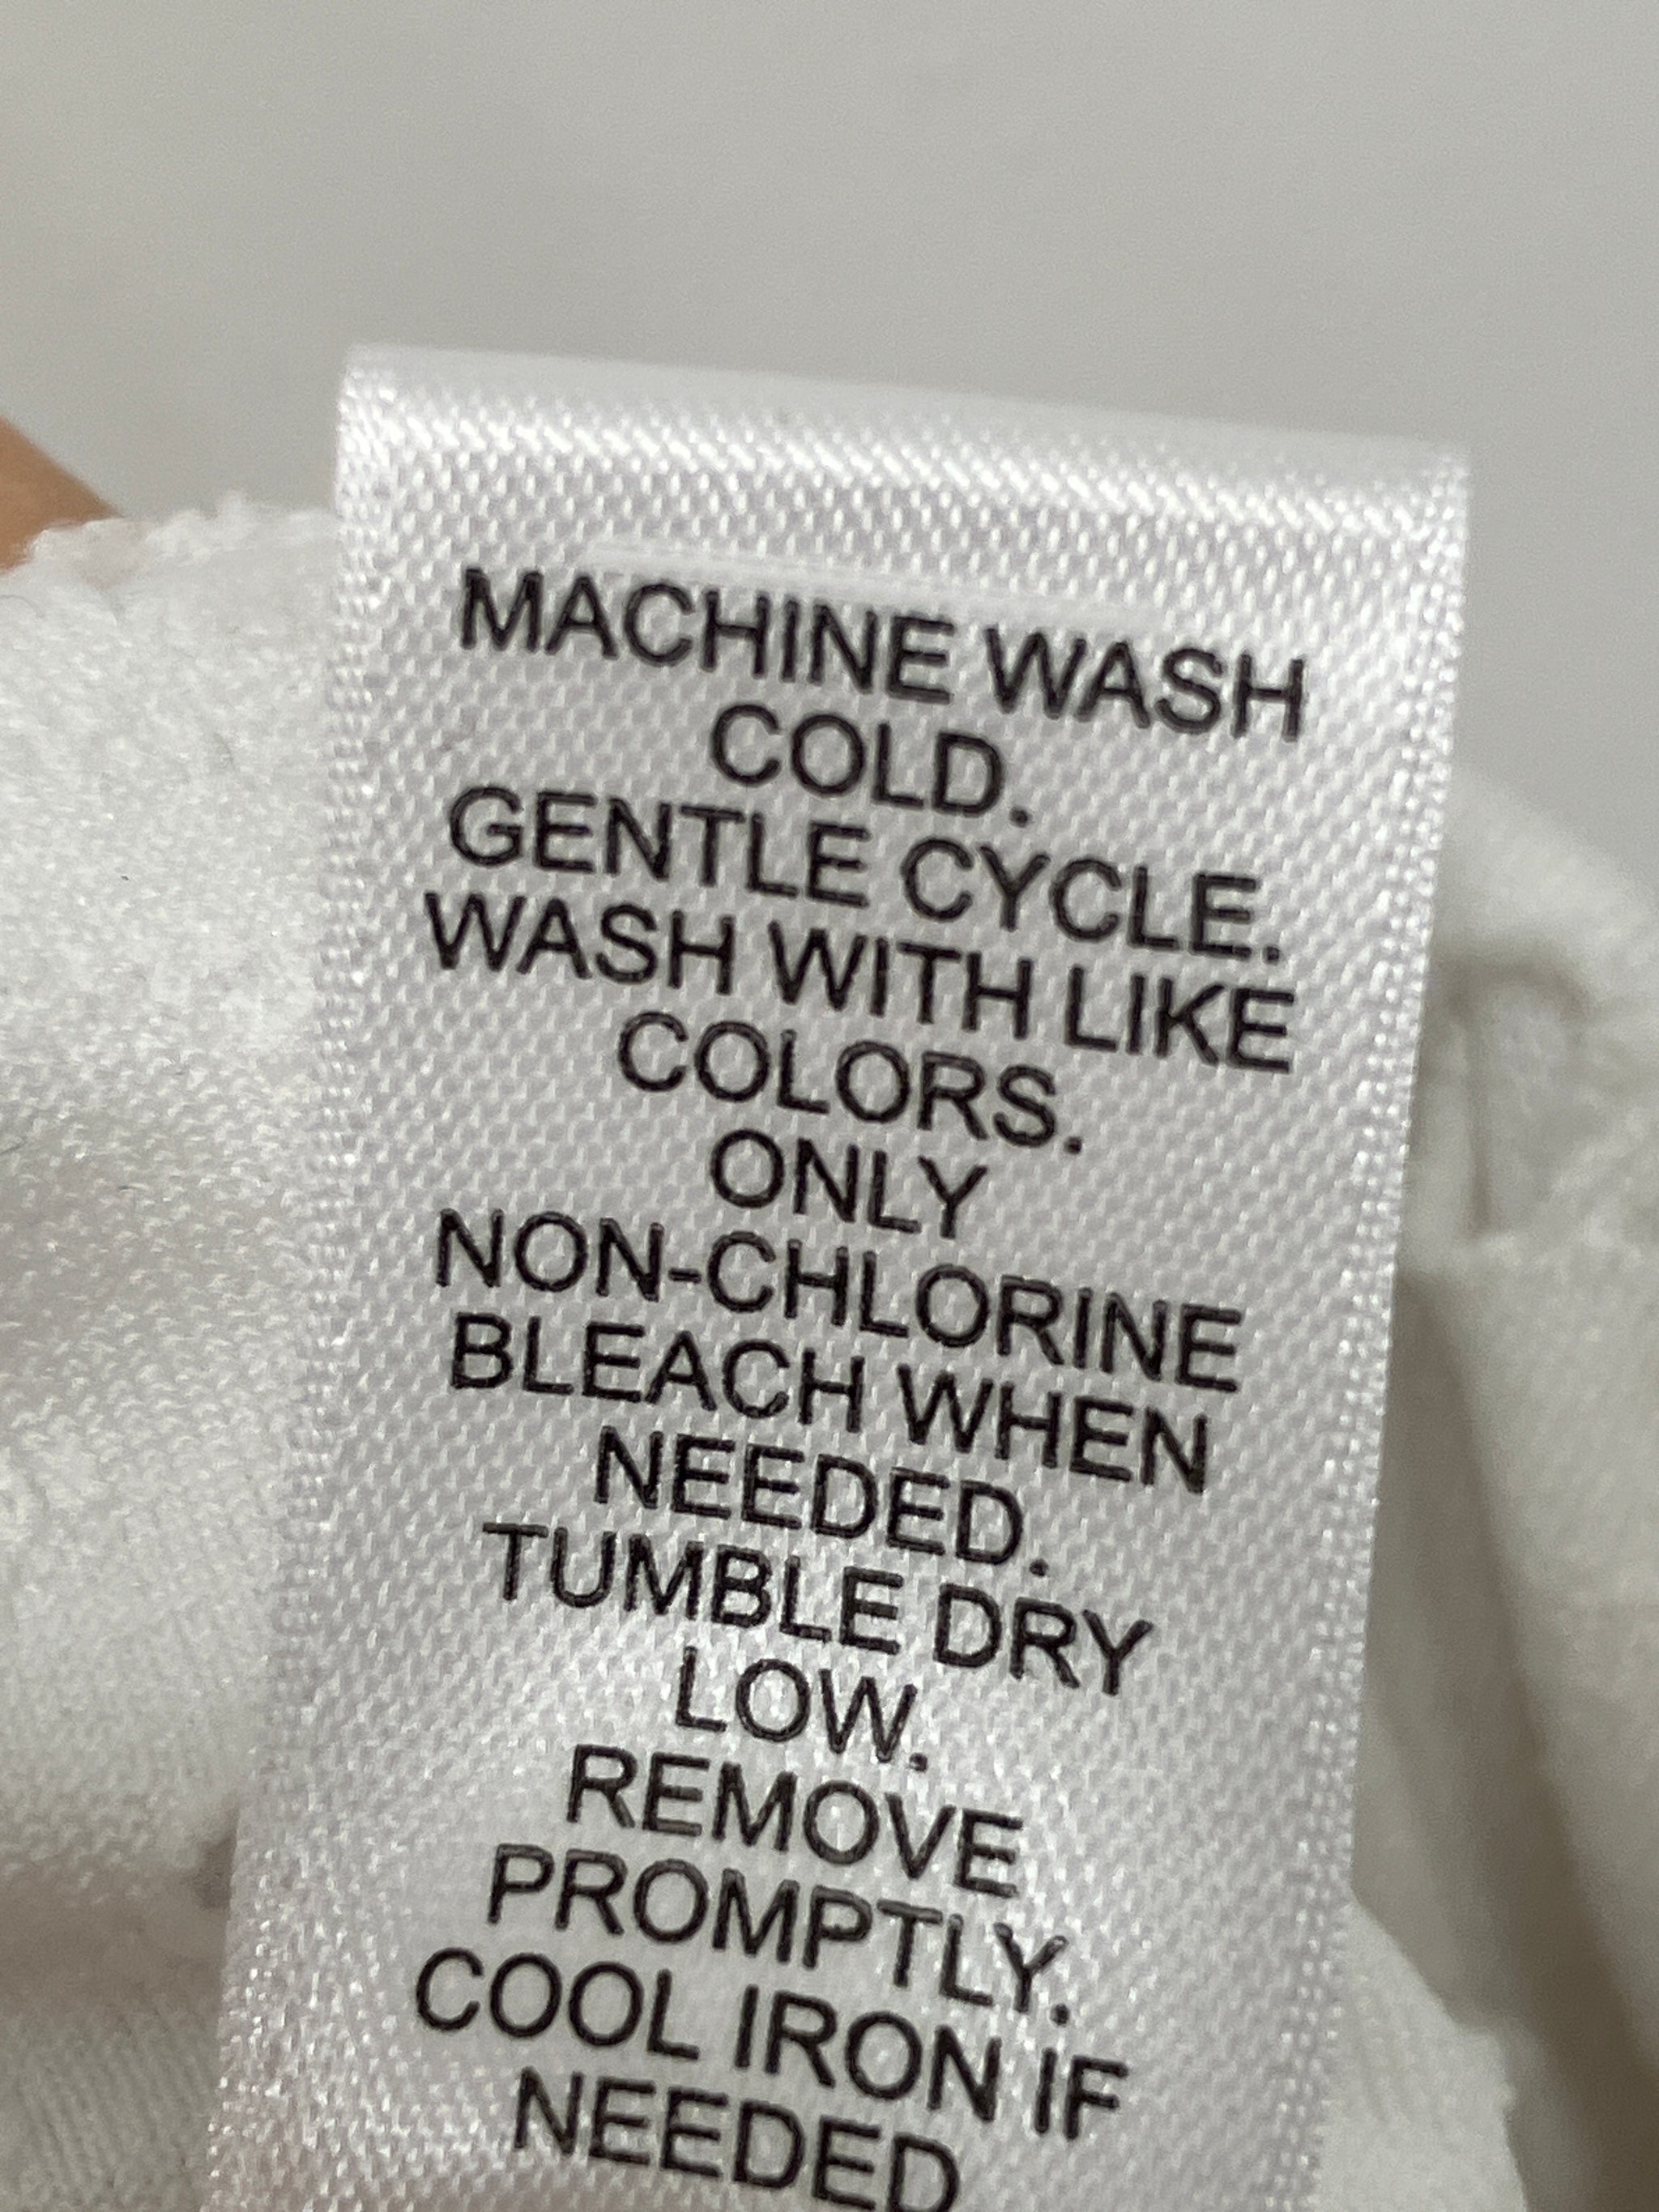 MACHINE WASH
COLD.
GENTLE CYCLE.
WASH WITH LIKE
COLORS.
ONLY
NON-CHLORINE
BLEACH WHEN
NEEDED.
TUMBLE DRY
LOW.
REMOVE
PROMPTLY.
COOL IRON IF
NEEDED